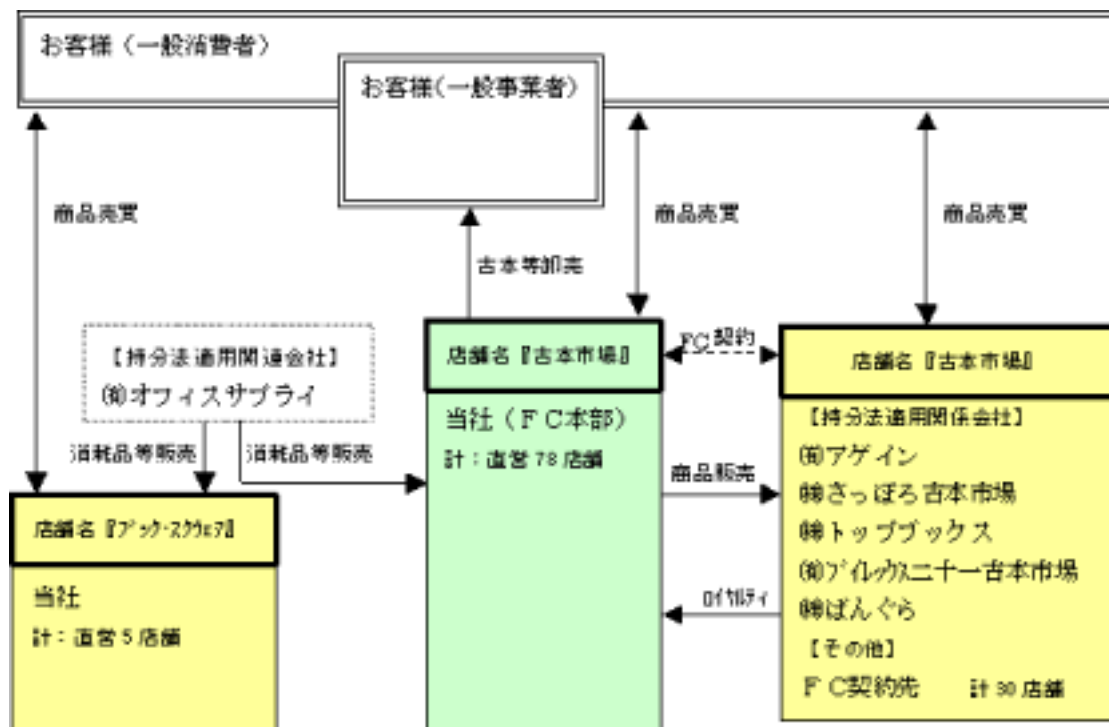 お客様（一般消費者）
お客様（一般事業者）
商品売買
商品売買
商品売買
古本等卸売
【持分法適用関連会社】
㈲オフィスサプライ
消耗品等販売
消耗品等販売
店舗名『ブック・スクウェア』
当社
計：直営5店舗
店舗名『古本市場』
当社（ＦＣ本部）
計：直営78店舗
FC契約
商品販売
ロイヤルティ
店舗名『古本市場』
【持分法適用関係会社】
㈲アゲイン
㈱さっぽろ古本市場
㈱トップブックス
㈲ブイレックス二十一古本市場
㈱ぱんぐら
【その他】
ＦＣ契約先　計30店舗